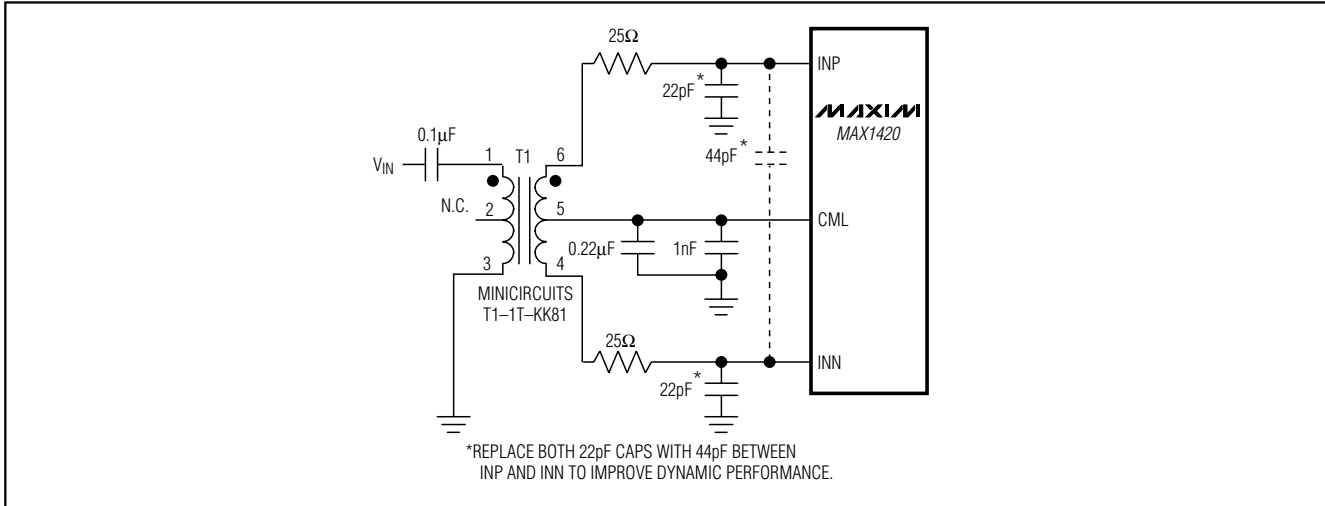 25Ω
INP
22pF*
MAXIM
MAX1420
0.1μF
1
T1
6
44pF*
VIN
N.C.
2
5
CML
0.22μF
1nF
3
4
MINICIRCUITS
T1–1T–KK81
25Ω
INN
22pF*
*REPLACE BOTH 22pF CAPS WITH 44pF BETWEEN
INP AND INN TO IMPROVE DYNAMIC PERFORMANCE.